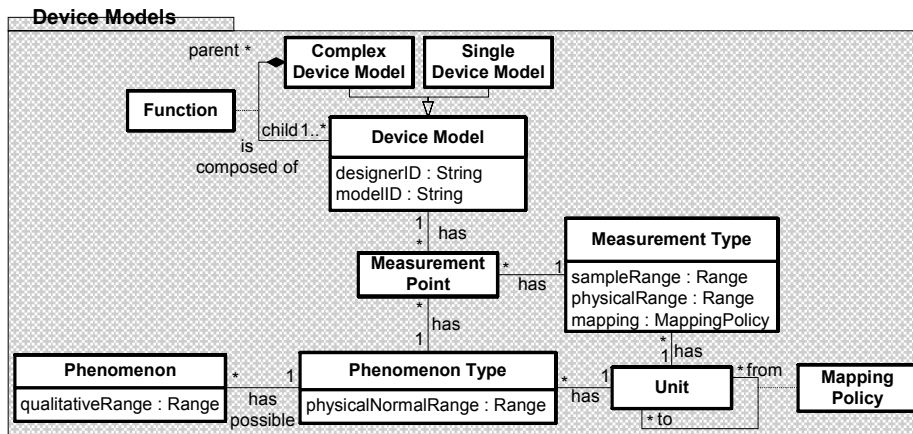 Device Models
parent *
Complex
Device Model
Single
Device Model
Function
child 1..*
is
composed of
Device Model
designerID : String
modelID : String
1
has
*
Measurement
Point
*
has
1
Measurement Type
sampleRange : Range
physicalRange : Range
mapping : MappingPolicy
*
has
1
*
has
1
Phenomenon
qualitativeRange : Range
*
1
has
possible
Phenomenon Type
physicalNormalRange : Range
*
1
has
Unit
* from
* to
Mapping
Policy